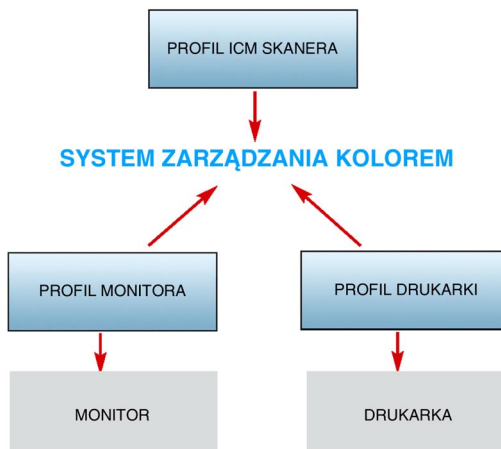 PROFIL ICM SKANERA
SYSTEM ZARZĄDZANIA KOLOREM
PROFIL MONITORA
PROFIL DRUKARKI
MONITOR
DRUKARKA